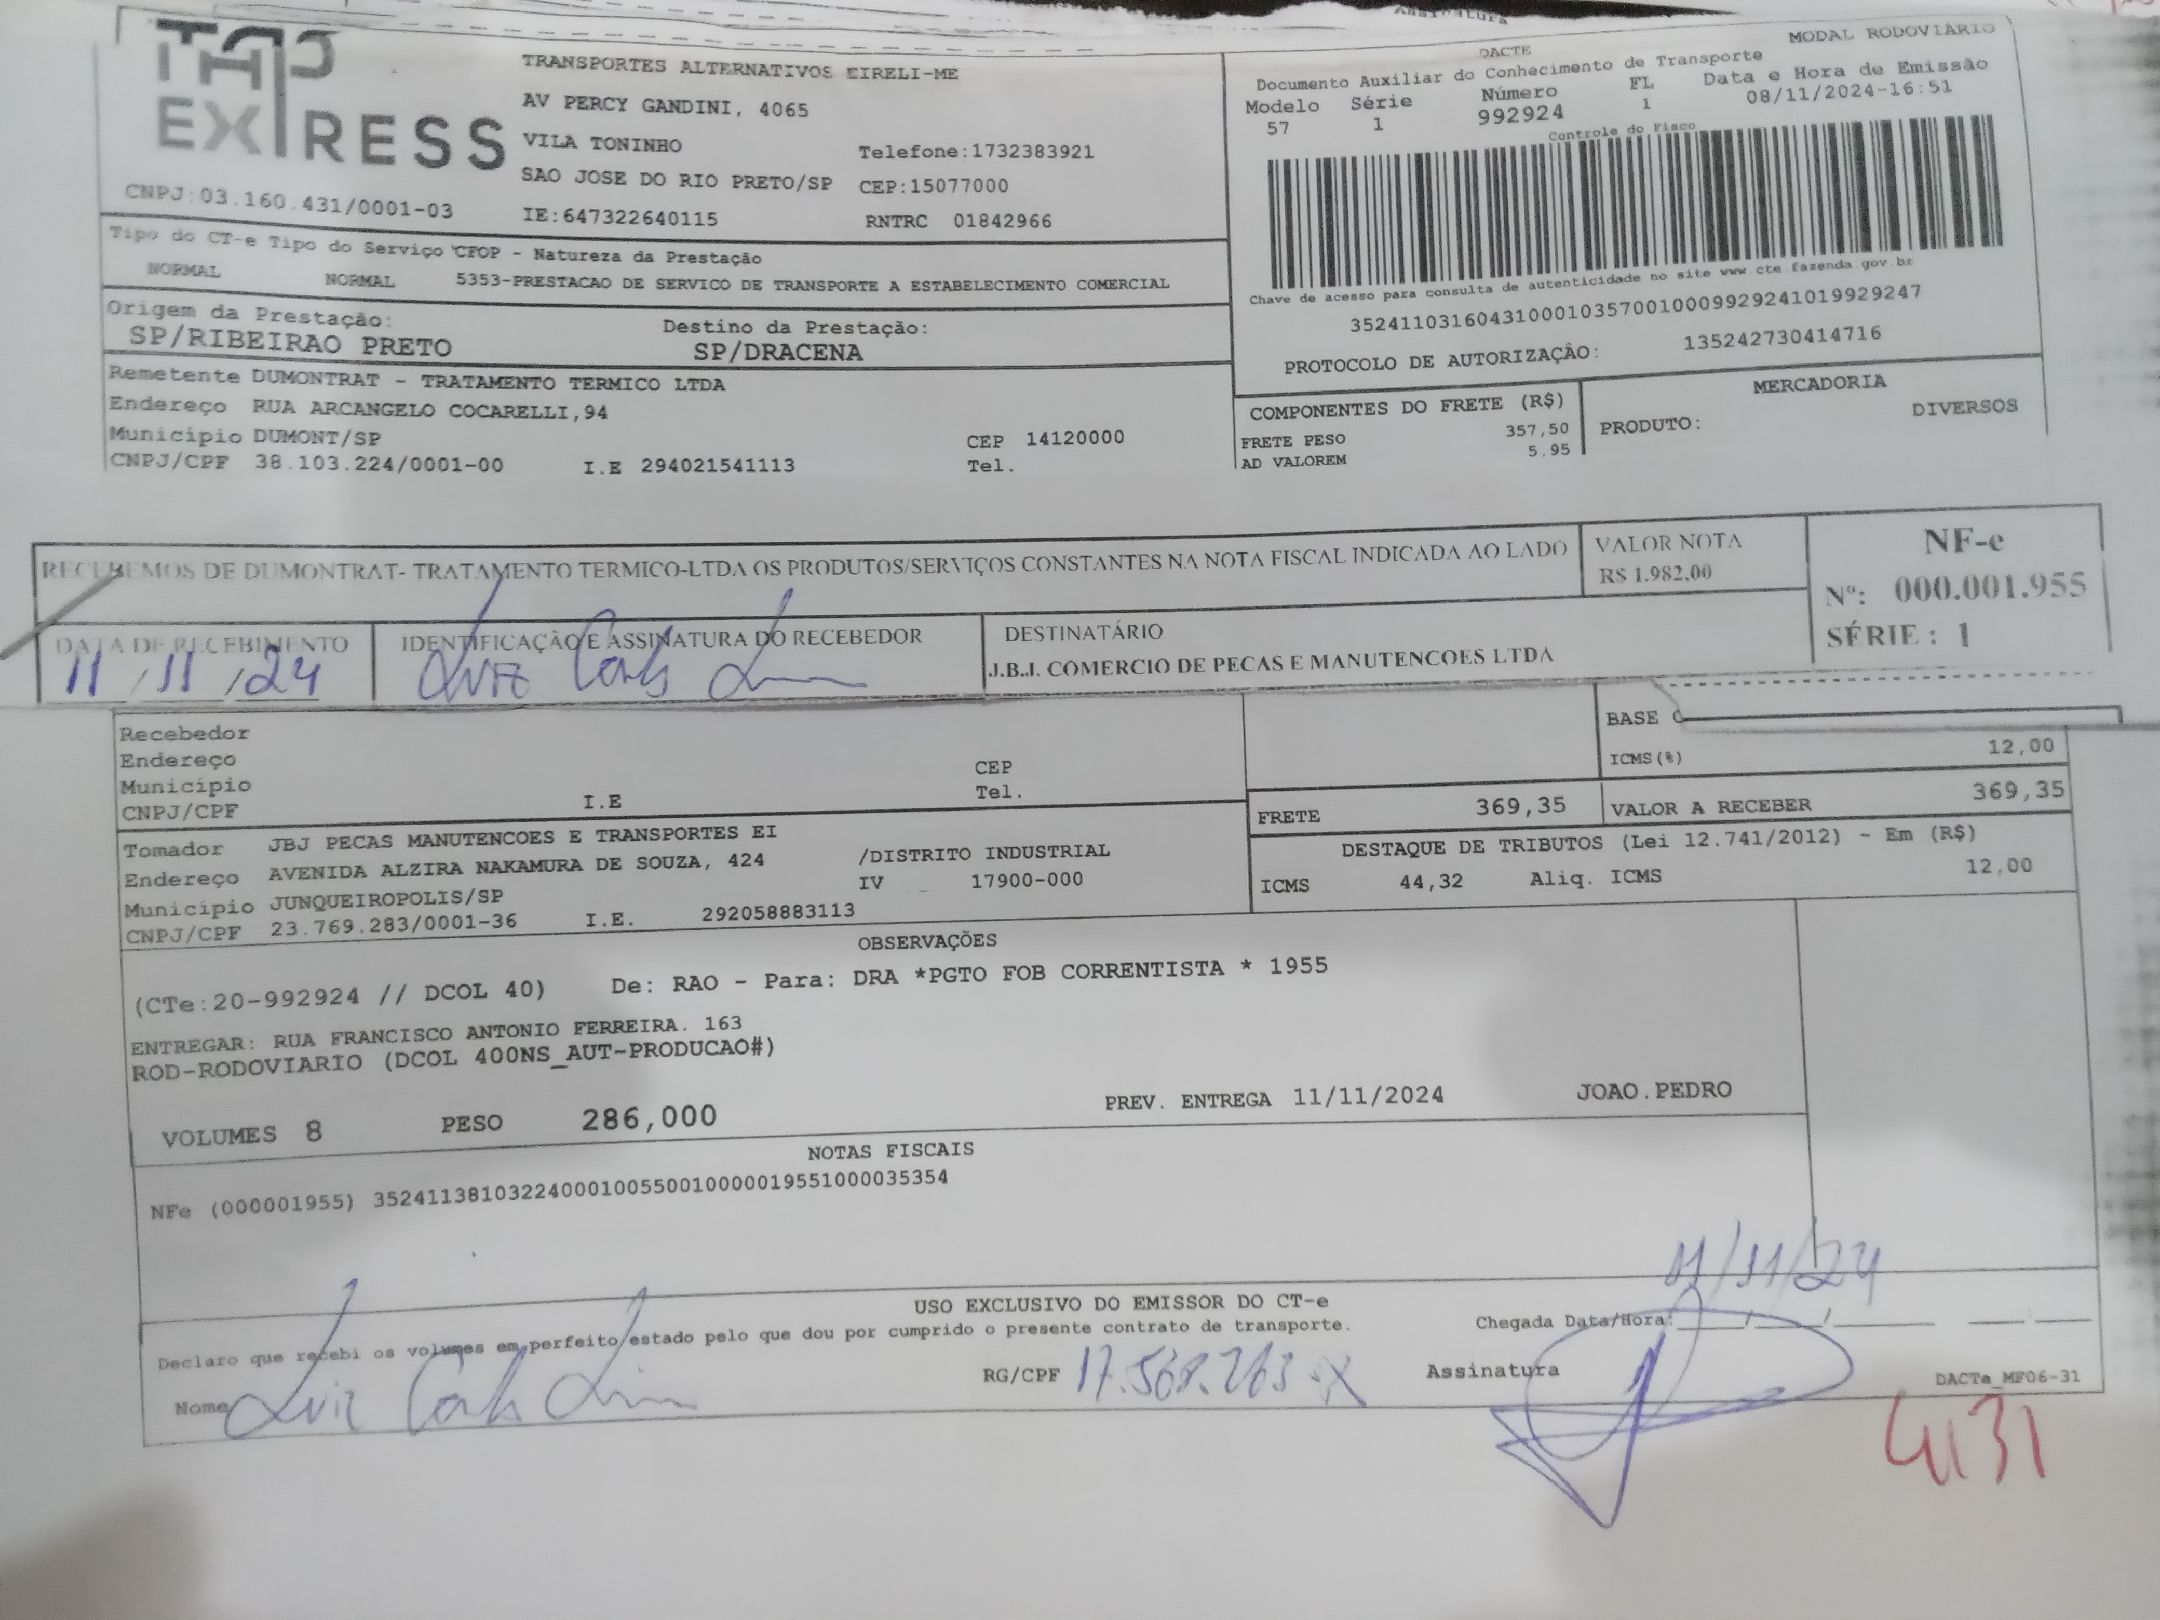 Assinatura
TAJ EXPRESS
TRANSPORTES ALTERNATIVOS EIRELI-ME
AV PERCY GANDINI, 4065
VILA TONINHO Telefone:1732383921
SAO JOSE DO RIO PRETO/SP CEP:15077000
CNPJ:03.160.431/0001-03 IE:647322640115 RNTRC 01842966
DACTE MODAL RODOVIÁRIO
Documento Auxiliar do Conhecimento de Transporte
Modelo Série Número FL Data e Hora de Emissão
57 1 992924 1 08/11/2024-16:51
Controle do Fisco
Chave de acesso para consulta de autenticidade no site www cte.fazenda.gov.br
35241103160431000103570010009929241019929247
PROTOCOLO DE AUTORIZAÇÃO: 135242730414716
Tipo do CT-e Tipo do Serviço CFOP - Natureza da Prestação
NORMAL NORMAL 5353-PRESTACAO DE SERVICO DE TRANSPORTE A ESTABELECIMENTO COMERCIAL
Origem da Prestação: Destino da Prestação:
SP/RIBEIRAO PRETO SP/DRACENA
Remetente DUMONTRAT - TRATAMENTO TERMICO LTDA
Endereço RUA ARCANGELO COCARELLI,94
Município DUMONT/SP CEP 14120000
CNPJ/CPF 38.103.224/0001-00 I.E 294021541113 Tel.
COMPONENTES DO FRETE (R$)
FRETE PESO 357,50
AD VALOREM 5,95
MERCADORIA
PRODUTO: DIVERSOS
RECEBEMOS DE DUMONTRAT- TRATAMENTO TERMICO-LTDA OS PRODUTOS/SERVIÇOS CONSTANTES NA NOTA FISCAL INDICADA AO LADO
VALOR NOTA
R$ 1.982,00
NF-e
Nº: 000.001.955
SÉRIE : 1
DATA DE RECEBIMENTO IDENTIFICAÇÃO E ASSINATURA DO RECEBEDOR DESTINATÁRIO
11/11/24 Luiz Carlos J.B.J. COMERCIO DE PECAS E MANUTENCOES LTDA
Recebedor
Endereço
Município CEP
CNPJ/CPF I.E Tel.
BASE
ICMS(%) 12,00
FRETE 369,35 VALOR A RECEBER 369,35
Tomador JBJ PECAS MANUTENCOES E TRANSPORTES EI
Endereço AVENIDA ALZIRA NAKAMURA DE SOUZA, 424 /DISTRITO INDUSTRIAL
Município JUNQUEIROPOLIS/SP IV 17900-000
CNPJ/CPF 23.769.283/0001-36 I.E. 292058883113
DESTAQUE DE TRIBUTOS (Lei 12.741/2012) - Em (R$)
ICMS 44,32 Aliq. ICMS 12,00
OBSERVAÇÕES
(CTe:20-992924 // DCOL 40) De: RAO - Para: DRA *PGTO FOB CORRENTISTA * 1955
ENTREGAR: RUA FRANCISCO ANTONIO FERREIRA. 163
ROD-RODOVIARIO (DCOL 400NS_AUT-PRODUCAO#)
VOLUMES 8 PESO 286,000 PREV. ENTREGA 11/11/2024 JOAO.PEDRO
NOTAS FISCAIS
NFe (000001955) 35241138103224000100550010000019551000035354
11/11/24
USO EXCLUSIVO DO EMISSOR DO CT-e
Declaro que recebi os volumes em perfeito estado pelo que dou por cumprido o presente contrato de transporte. Chegada Data/Hora:
Nome Luiz Carlos RG/CPF 17.568.263-X Assinatura DACTe_MF06-31
4131